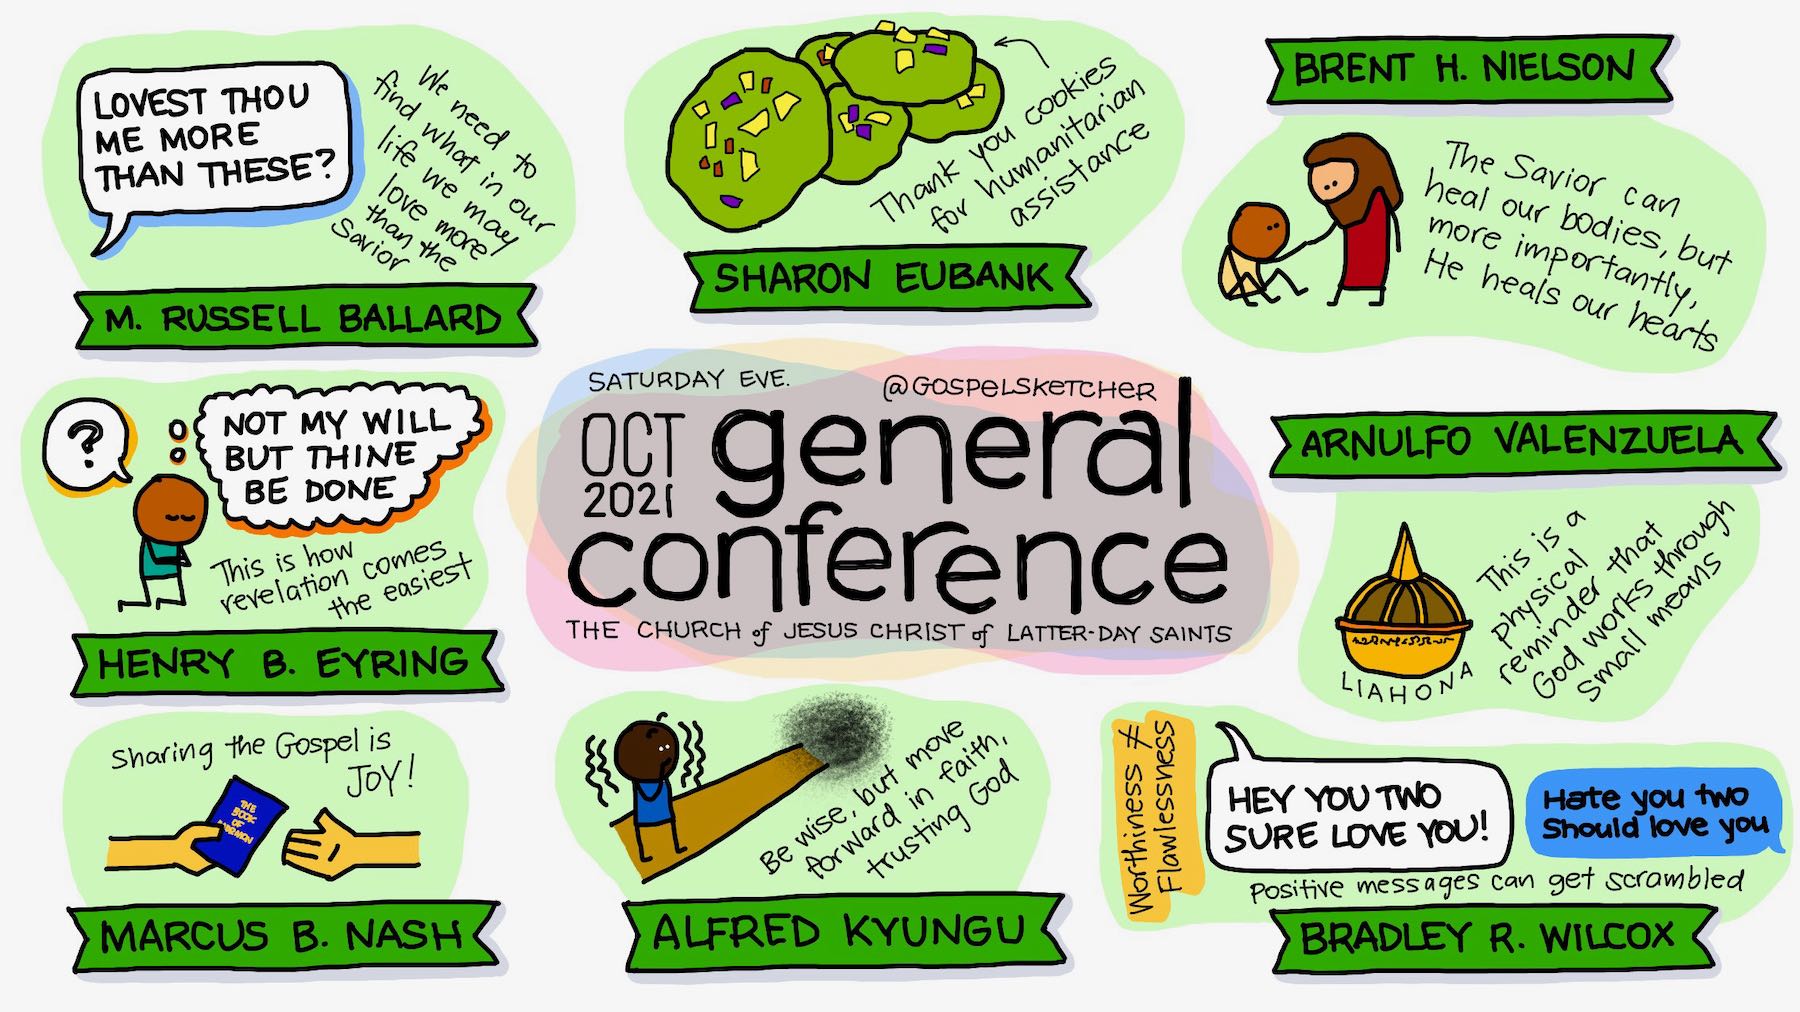 LOVEST THOU
ME MORE
THAN THESE?
We need to
find what in our
life we may
love more
than the
Savior
M. RUSSELL BALLARD
Thank you cookies
for humanitarian
assistance
SHARON EUBANK
BRENT H. NIELSON
The Savior can
heal our bodies, but
more importantly,
He heals our hearts
?
NOT MY WILL
BUT THINE
BE DONE
This is how
revelation comes
the easiest
HENRY B. EYRING
SATURDAY EVE.
@GOSPELSKETCHER
OCT
2021
general
conference
THE CHURCH of JESUS CHRIST of LATTER-DAY SAINTS
ARNULFO VALENZUELA
This is a
physical
reminder that
God works through
small means
LIAHONA
Sharing the Gospel is
JOY!
THE
BOOK
OF
MORMON
MARCUS B. NASH
Be wise, but move
forward in faith,
trusting God
ALFRED KYUNGU
Worthiness ≠
Flawlessness
HEY YOU TWO
SURE LOVE YOU!
Hate you two
Should love you
Positive messages can get scrambled
BRADLEY R. WILCOX